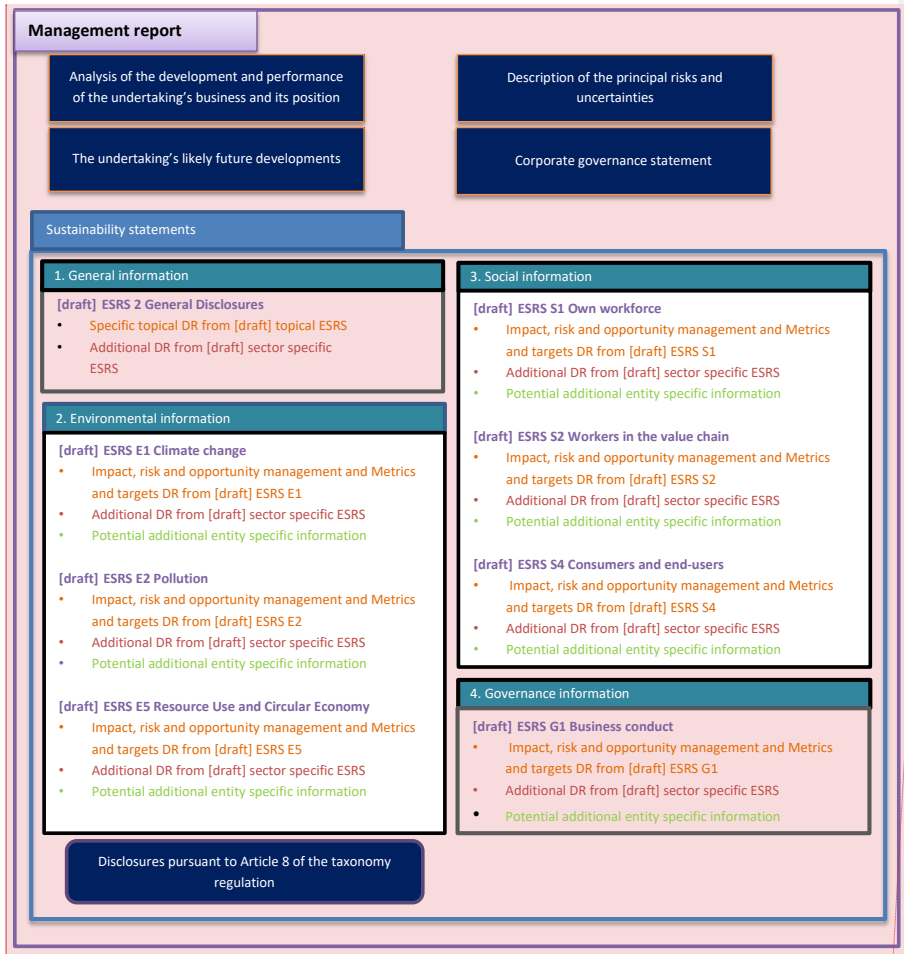 Management report
Analysis of the development and performance
of the undertaking's business and its position
Description of the principal risks and
uncertainties
The undertaking's likely future developments
Corporate governance statement
Sustainability statements
1. General information
[draft] ESRS 2 General Disclosures
• Specific topical DR from [draft] topical ESRS
• Additional DR from [draft] sector specific
ESRS
2. Environmental information
[draft] ESRS E1 Climate change
• Impact, risk and opportunity management and Metrics
and targets DR from [draft] ESRS E1
• Additional DR from [draft] sector specific ESRS
• Potential additional entity specific information
[draft] ESRS E2 Pollution
• Impact, risk and opportunity management and Metrics
and targets DR from [draft] ESRS E2
• Additional DR from [draft] sector specific ESRS
• Potential additional entity specific information
[draft] ESRS E5 Resource Use and Circular Economy
• Impact, risk and opportunity management and Metrics
and targets DR from [draft] ESRS E5
• Additional DR from [draft] sector specific ESRS
• Potential additional entity specific information
Disclosures pursuant to Article 8 of the taxonomy
regulation
3. Social information
[draft] ESRS S1 Own workforce
• Impact, risk and opportunity management and Metrics
and targets DR from [draft] ESRS S1
• Additional DR from [draft] sector specific ESRS
• Potential additional entity specific information
[draft] ESRS S2 Workers in the value chain
• Impact, risk and opportunity management and Metrics
and targets DR from [draft] ESRS S2
• Additional DR from [draft] sector specific ESRS
• Potential additional entity specific information
[draft] ESRS S4 Consumers and end-users
• Impact, risk and opportunity management and Metrics
and targets DR from [draft] ESRS S4
• Additional DR from [draft] sector specific ESRS
• Potential additional entity specific information
4. Governance information
[draft] ESRS G1 Business conduct
• Impact, risk and opportunity management and Metrics
and targets DR from [draft] ESRS G1
• Additional DR from [draft] sector specific ESRS
• Potential additional entity specific information